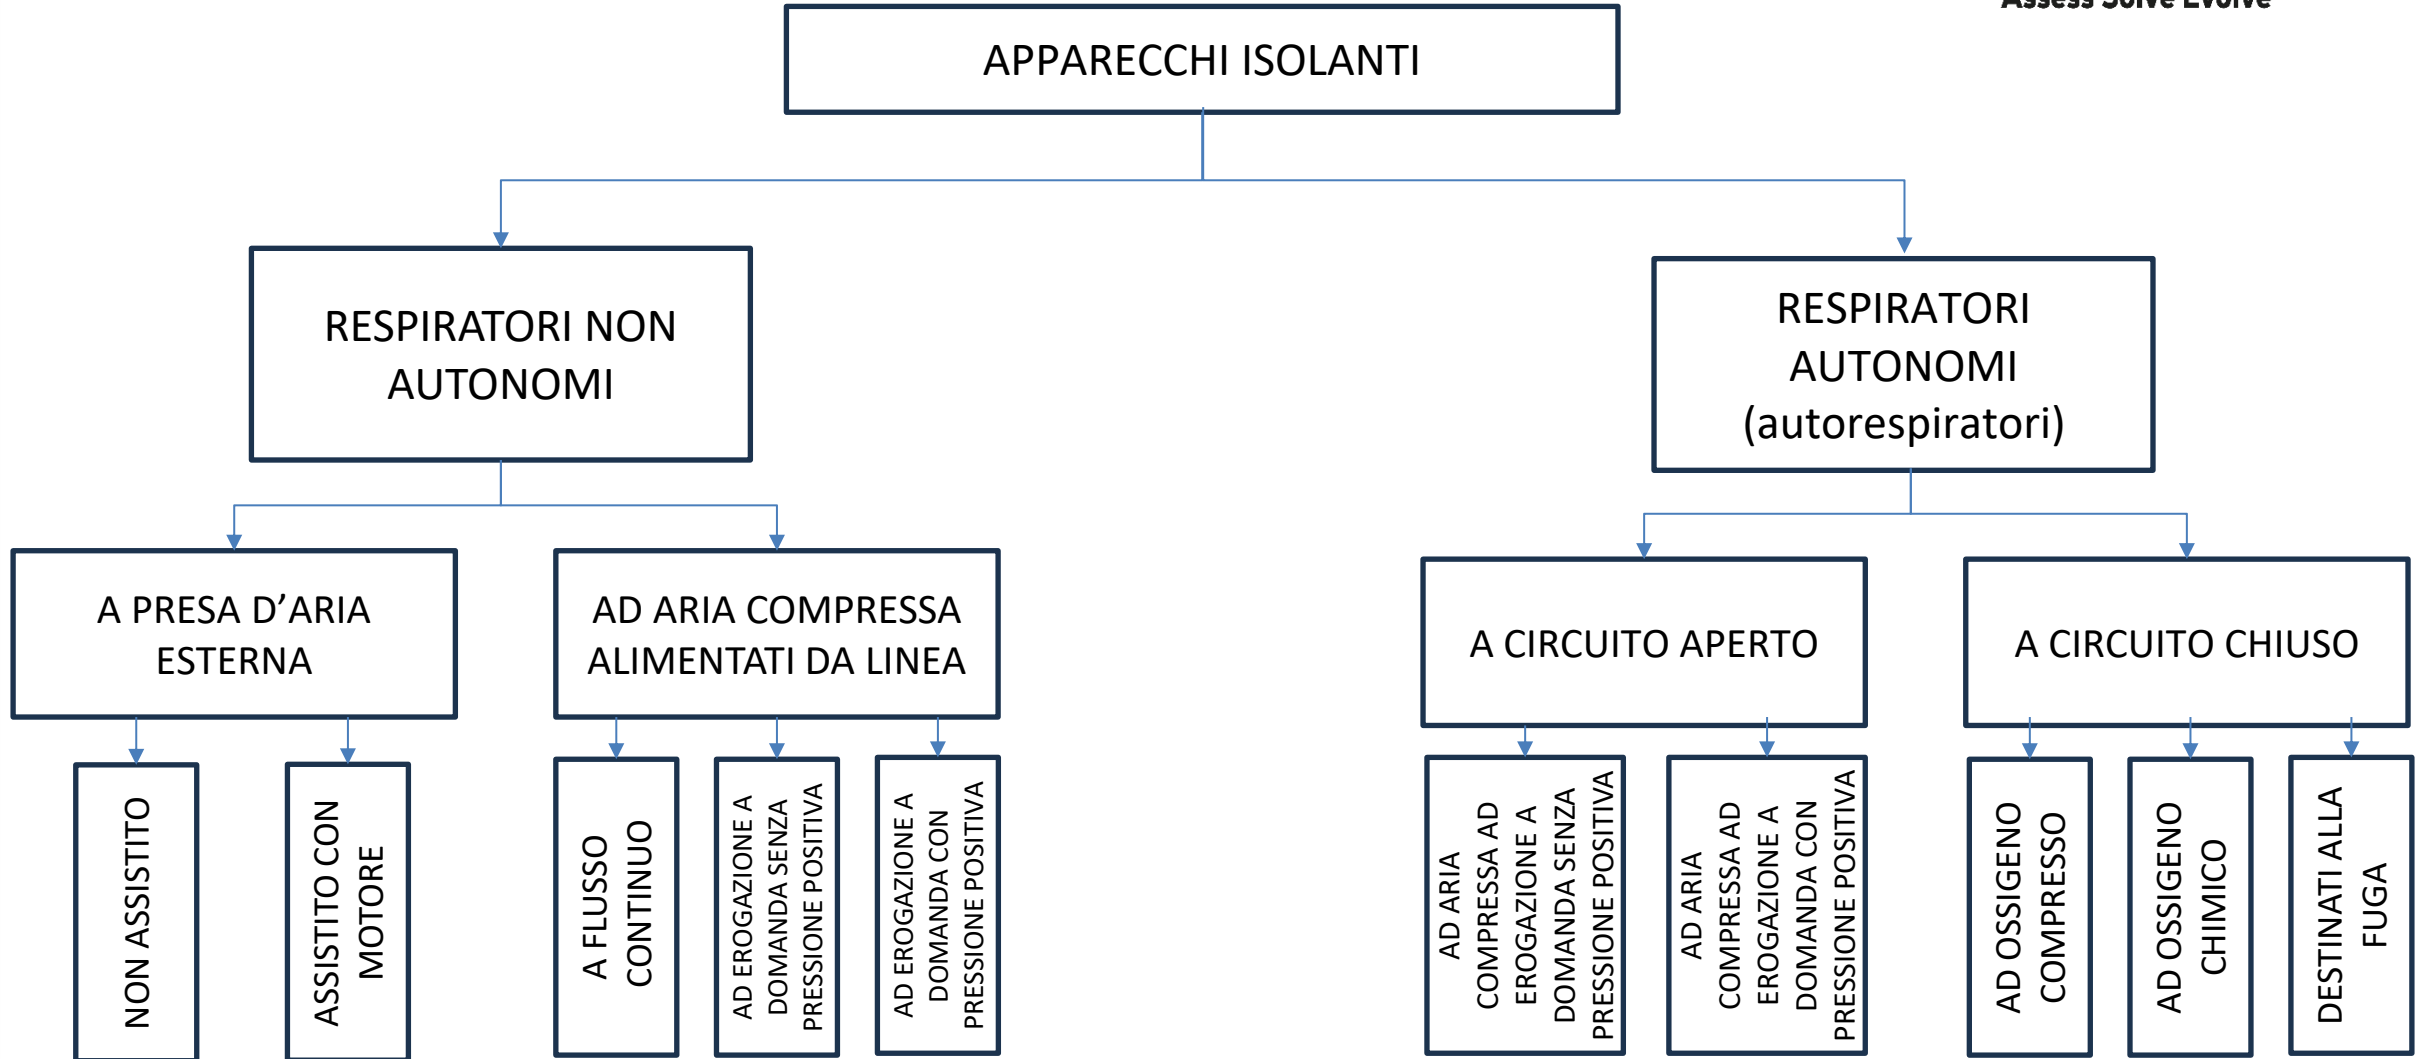 Assess Solve Evolve
APPARECCHI ISOLANTI
RESPIRATORI NON
AUTONOMI
RESPIRATORI
AUTONOMI
(autorespiratori)
A PRESA D’ARIA
ESTERNA
AD ARIA COMPRESSA
ALIMENTATI DA LINEA
A CIRCUITO APERTO
A CIRCUITO CHIUSO
NON ASSISTITO
ASSISTITO CON
MOTORE
A FLUSSO
CONTINUO
AD EROGAZIONE A
DOMANDA SENZA
PRESSIONE POSITIVA
AD EROGAZIONE A
DOMANDA CON
PRESSIONE POSITIVA
AD ARIA
COMPRESSA AD
EROGAZIONE A
DOMANDA SENZA
PRESSIONE POSITIVA
AD ARIA
COMPRESSA AD
EROGAZIONE A
DOMANDA CON
PRESSIONE POSITIVA
AD OSSIGENO
COMPRESSO
AD OSSIGENO
CHIMICO
DESTINATI ALLA
FUGA